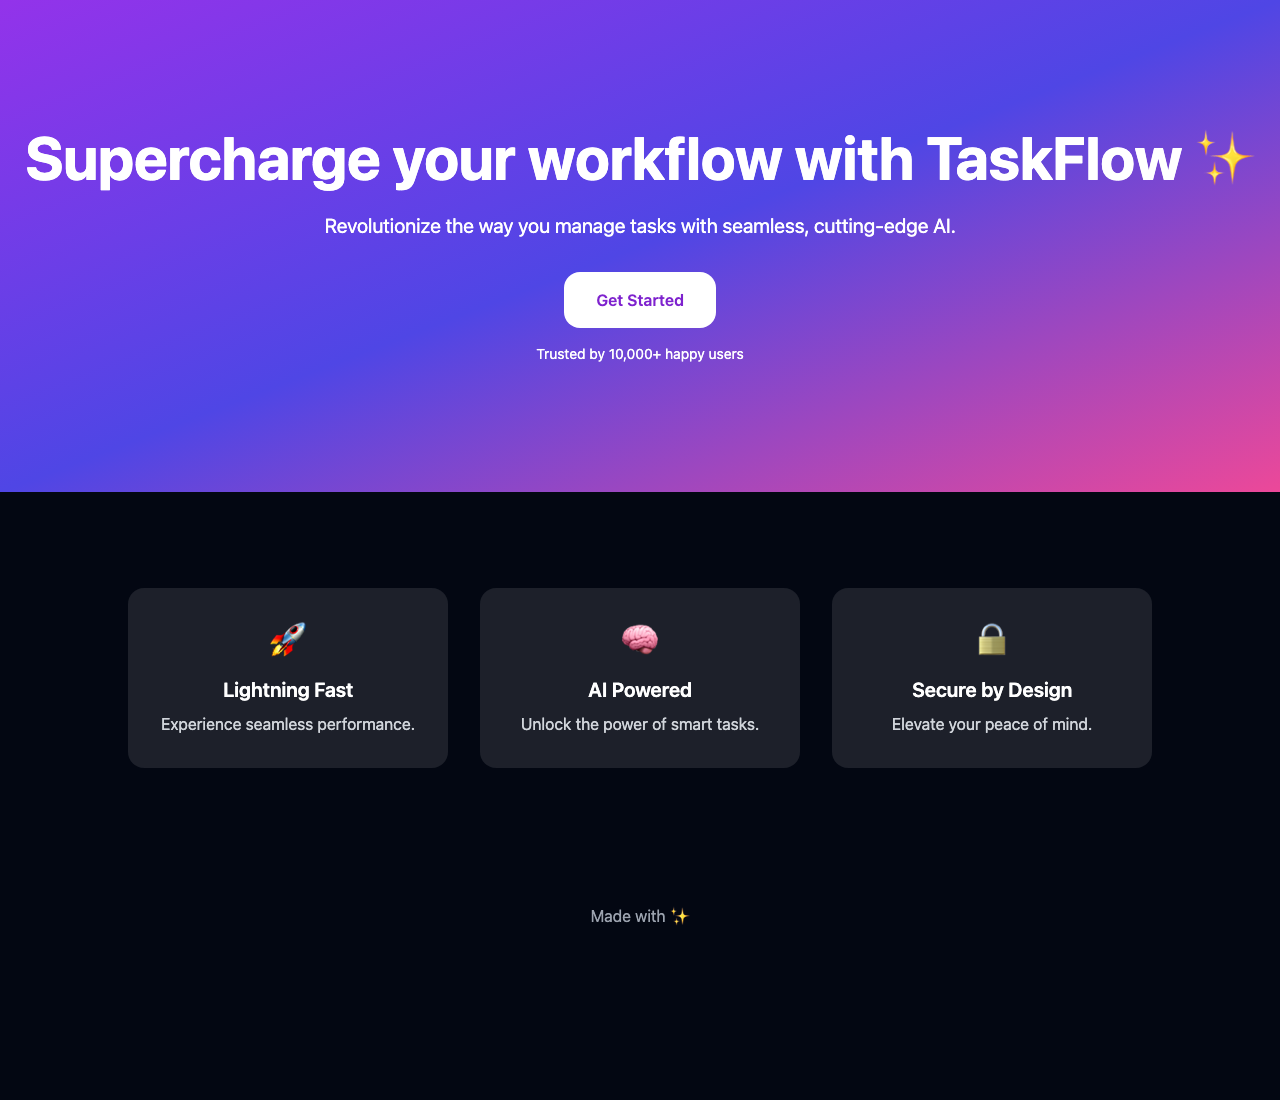 Supercharge your workflow with TaskFlow ✨
Revolutionize the way you manage tasks with seamless, cutting-edge AI.
Get Started
Trusted by 10,000+ happy users
Lightning Fast
Experience seamless performance.
AI Powered
Unlock the power of smart tasks.
Secure by Design
Elevate your peace of mind.
Made with ✨